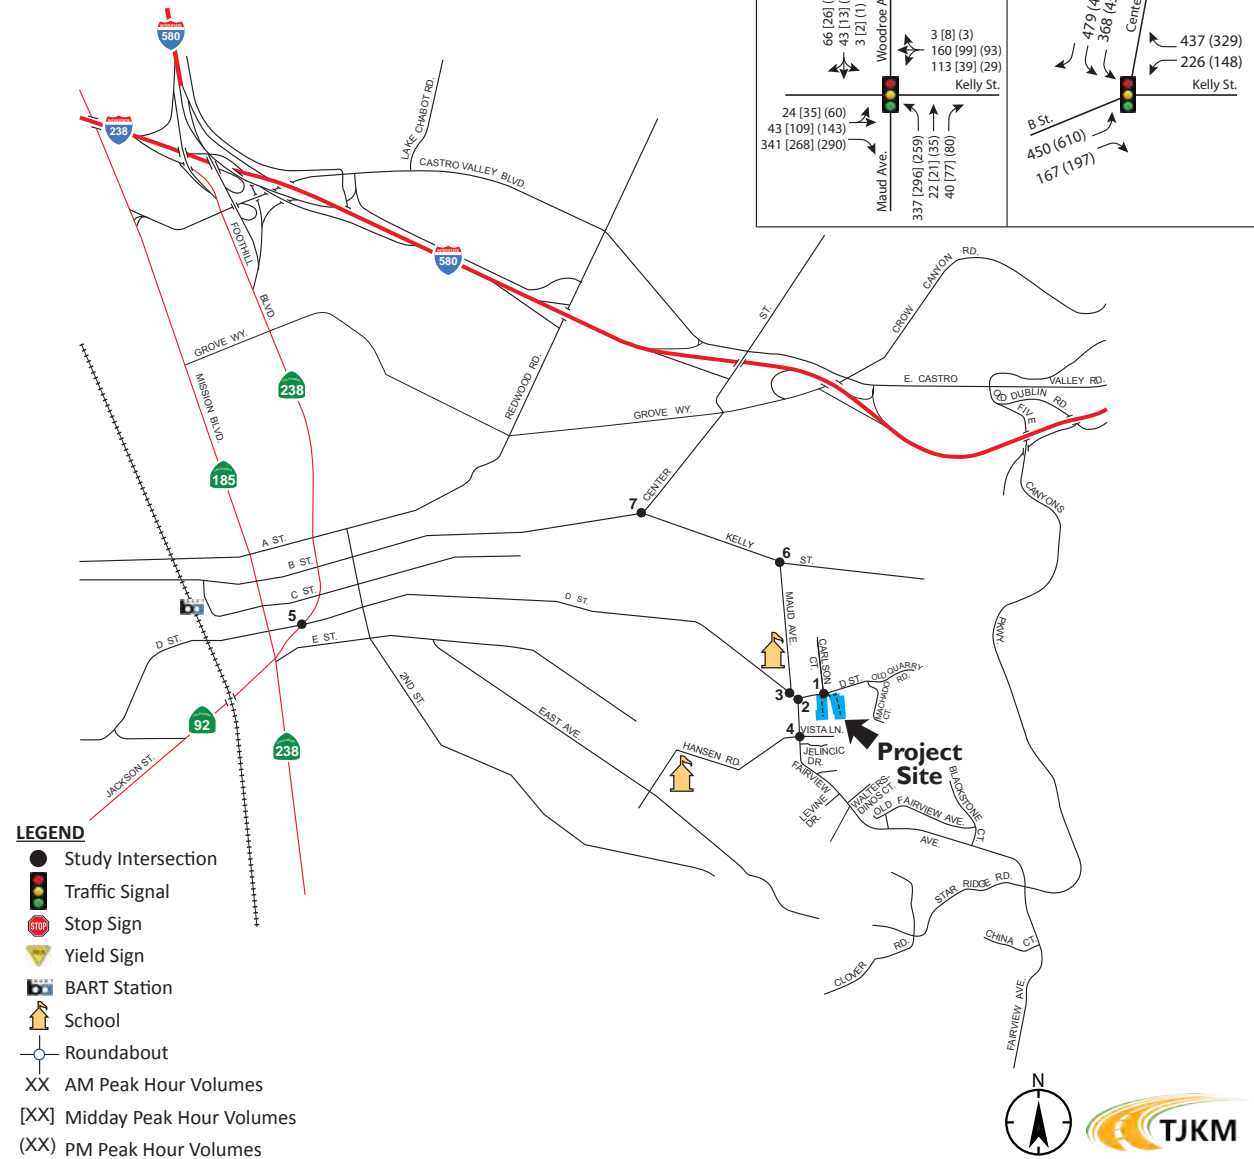 580
238
LAKE CHABOT RD.
CASTRO VALLEY BLVD.
66 [26]
43 [13]
3 [2] (1)
Woodroe A
3 [8] (3)
160 [99] (93)
113 [39] (29)
Kelly St.
24 [35] (60)
43 [109] (143)
341 [268] (290)
Maud Ave.
337 [296] (259)
22 [21] (35)
40 [77] (80)
479 (4
368 (4
Cente
437 (329)
226 (148)
Kelly St.
B St.
450 (610)
167 (197)
FOOTHILL
BLVD.
580
GROVE WY.
MISSION BLVD.
238
185
REDWOOD RD.
ST.
CROW CANYON RD.
E. CASTRO VALLEY RD.
OLD DUBLIN RD.
FIVE
CANYONS
PKWY.
GROVE WY.
CENTER
7
KELLY ST.
6
A ST.
B ST.
C ST.
D ST.
D ST.
E ST.
5
2ND ST.
EAST AVE.
MAUD AVE.
CARLSON
CT.
D ST.
OLD QUARRY
RD.
MACHADO
CT.
1
2
3
4
VISTA LN.
JELINCIC
DR.
HANSEN RD.
FAIRVIEW
LEVINE
DR.
WALTERS-
DINOS CT.
OLD FAIRVIEW AVE.
AVE.
BLACKSTONE
CT.
Project
Site
92
238
JACKSON ST.
STAR RIDGE RD.
CHINA CT.
CLOVER RD.
FAIRVIEW AVE.
LEGEND
Study Intersection
Traffic Signal
STOP
Stop Sign
Yield Sign
BART Station
School
Roundabout
XX AM Peak Hour Volumes
[XX] Midday Peak Hour Volumes
(XX) PM Peak Hour Volumes
N
TJKM